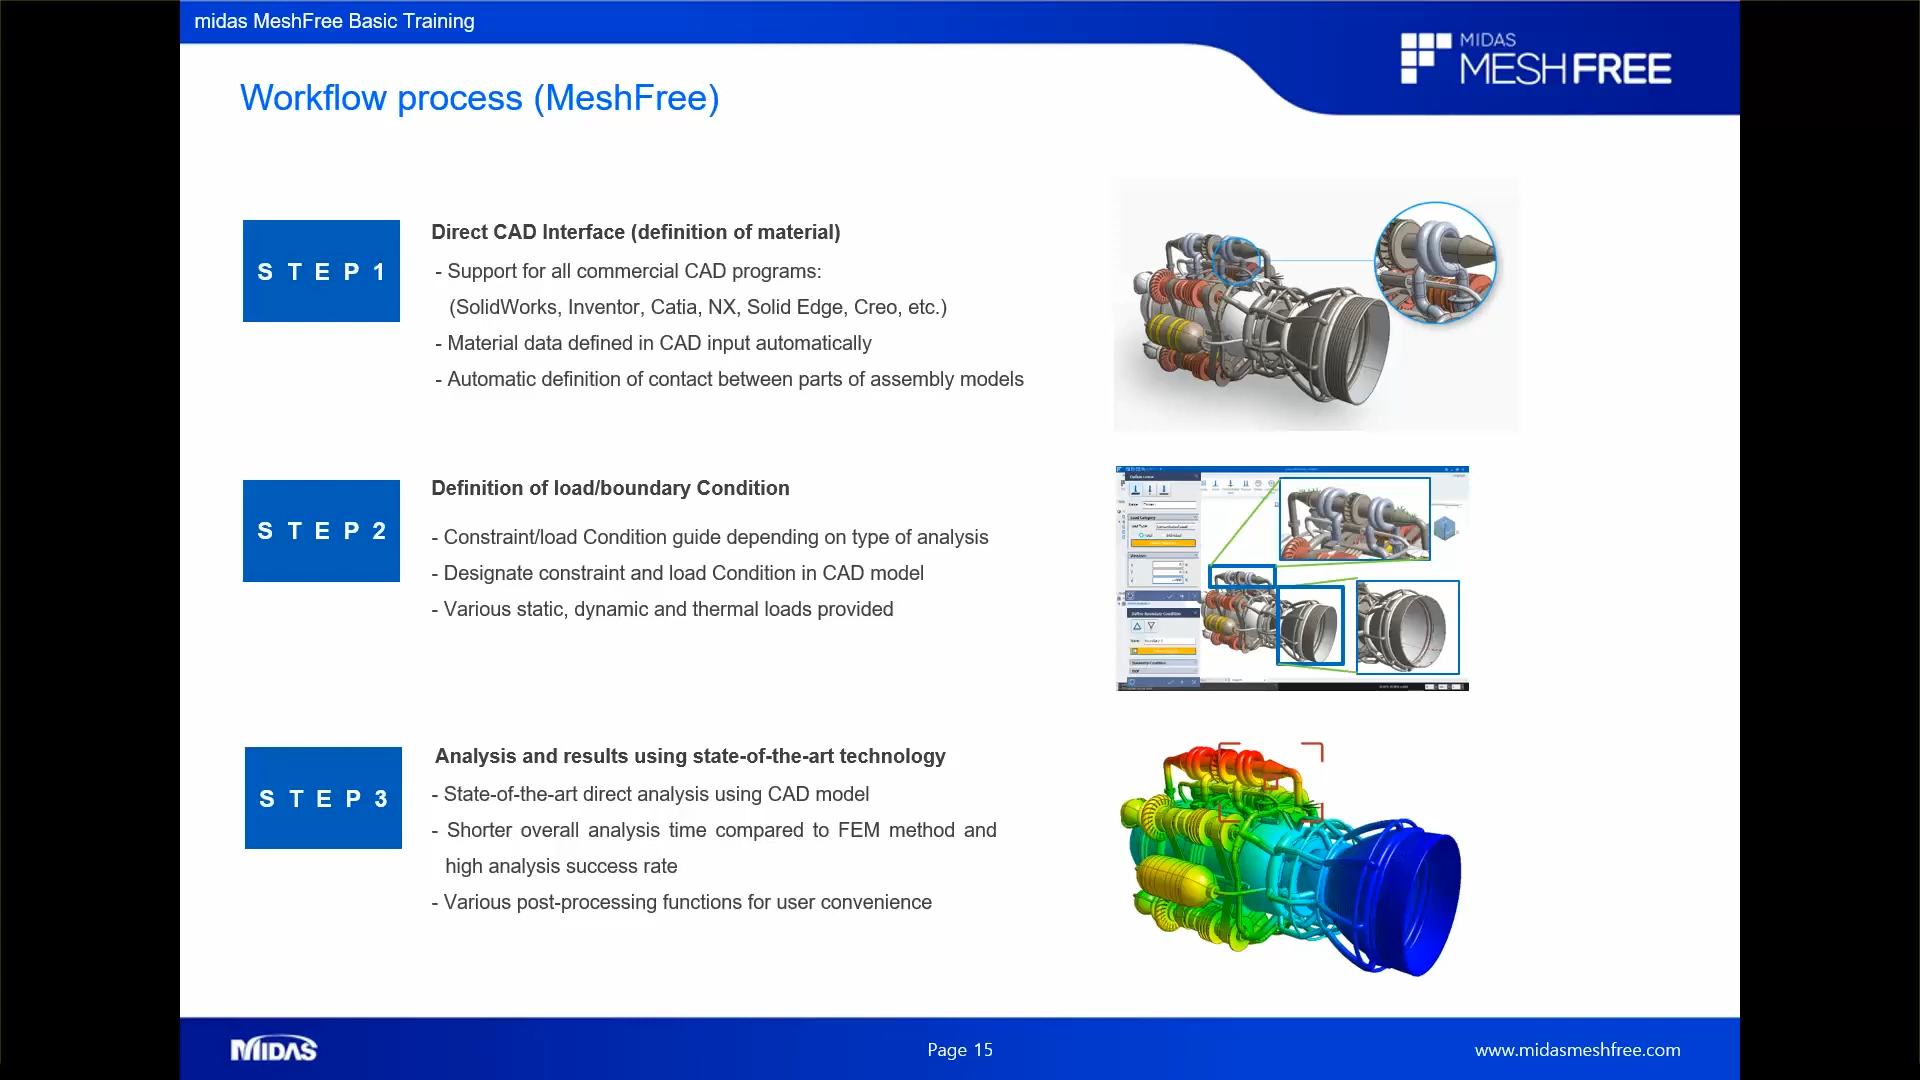 midas MeshFree Basic Training
MIDAS
MESHFREE
Workflow process (MeshFree)
STEP1
Direct CAD Interface (definition of material)
- Support for all commercial CAD programs:
(SolidWorks, Inventor, Catia, NX, Solid Edge, Creo, etc.)
- Material data defined in CAD input automatically
- Automatic definition of contact between parts of assembly models
STEP2
Definition of load/boundary Condition
- Constraint/load Condition guide depending on type of analysis
- Designate constraint and load Condition in CAD model
- Various static, dynamic and thermal loads provided
Define Boundary Condition
STEP3
Analysis and results using state-of-the-art technology
- State-of-the-art direct analysis using CAD model
- Shorter overall analysis time compared to FEM method and
high analysis success rate
- Various post-processing functions for user convenience
MIDAS
Page 15
www.midasmeshfree.com